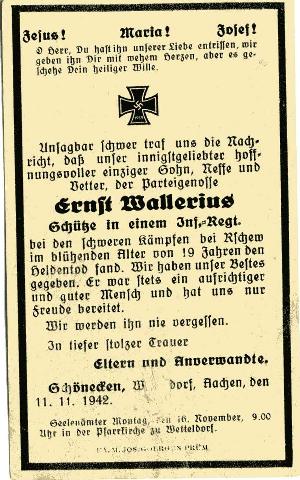 Jesus! Maria! Josef!
O Herr, Du hast ihn unserer Liebe entrissen, wir
geben ihn Dir mit wehem Herzen, aber es ge-
schehe Dein heiliger Wille.
Unsagbar schwer traf uns die Nach-
richt, daß unser innigstgeliebter hoff-
nungsvoller einziger Sohn, Neffe und
Vetter, der Parteigenosse
Ernst Wallerius
Schütze in einem Inf.-Regt.
bei den schweren Kämpfen bei Rschew
im blühenden Alter von 19 Jahren den
Heldentod fand. Wir haben unser Bestes
gegeben. Er war stets ein aufrichtiger
und guter Mensch und hat uns nur
Freude bereitet.
Wir werden ihn nie vergessen.
In tiefer stolzer Trauer
Eltern und Anverwandte.
Schönecken, W dorf, Aachen, den
11. 11. 1942.
Seelenämter Montag, den 16. November, 9.00
Uhr in der Pfarrkirche zu Wetteldorf.
PRÜM